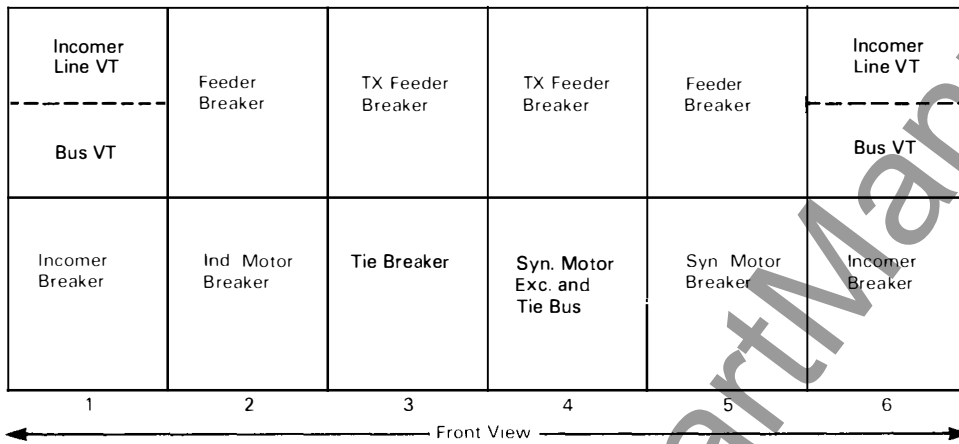 Incomer
Line VT
Bus VT
Feeder
Breaker
TX Feeder
Breaker
TX Feeder
Breaker
Feeder
Breaker
Incomer
Line VT
Bus VT
Incomer
Breaker
Ind Motor
Breaker
Tie Breaker
Syn. Motor
Exc. and
Tie Bus
Syn Motor
Breaker
Incomer
Breaker
1 2 3 4 5 6
Front View